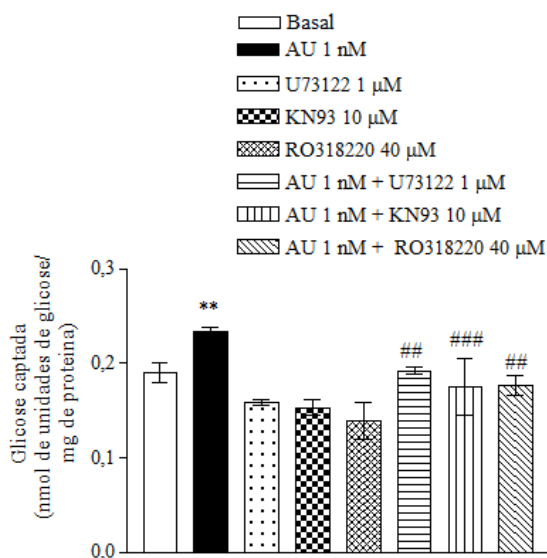 Basal
AU 1 nM
U73122 1 µM
KN93 10 µM
RO318220 40 µM
AU 1 nM + U73122 1 µM
AU 1 nM + KN93 10 µM
AU 1 nM + RO318220 40 µM
Glicose captada
(nmol de unidades de glicose/
mg de proteína)
0,3
0,2
0,1
0.0
**
##
###
##